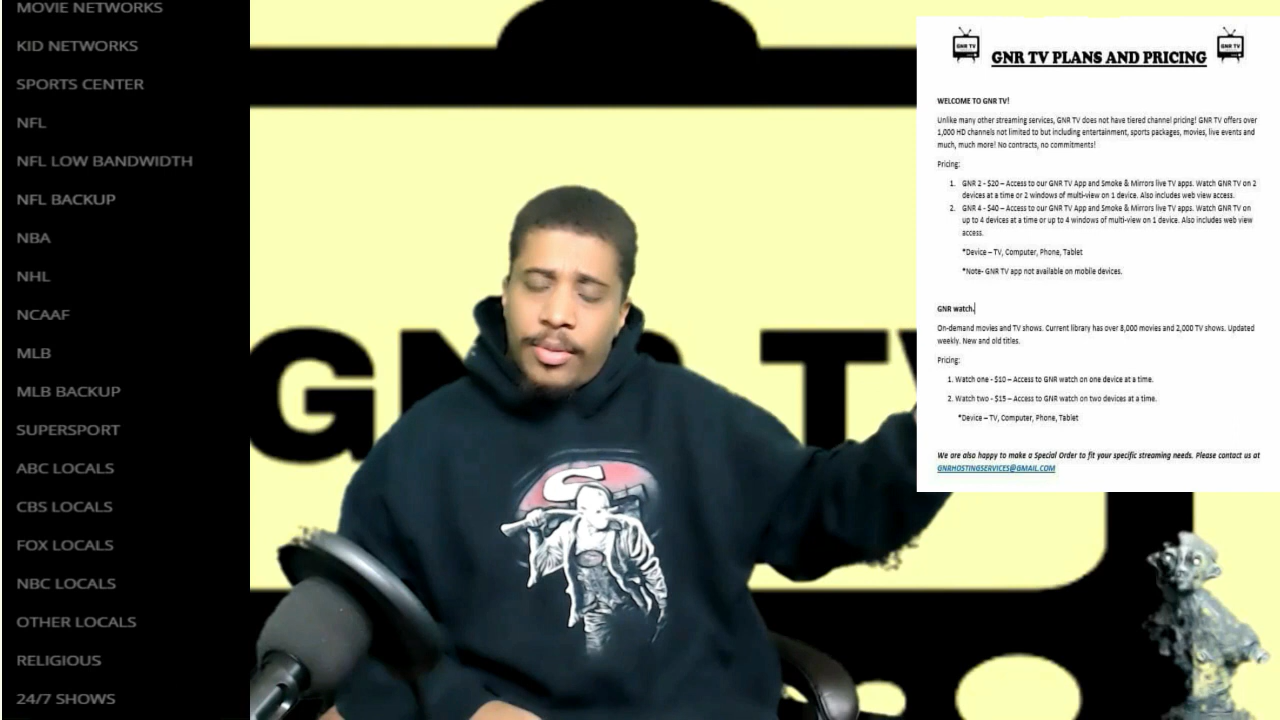 MOVIE NETWORKS
KID NETWORKS
SPORTS CENTER
NFL
NFL LOW BANDWIDTH
NFL BACKUP
NBA
NHL
NCAAF
MLB
MLB BACKUP
SUPERSPORT
ABC LOCALS
CBS LOCALS
FOX LOCALS
NBC LOCALS
OTHER LOCALS
RELIGIOUS
24/7 SHOWS
GNR TV
GNR TV
GNR TV PLANS AND PRICING
GNR TV
WELCOME TO GNR TV!
Unlike many other streaming services, GNR TV does not have tiered channel pricing! GNR TV offers over
1,000 HD channels not limited to but including entertainment, sports packages, movies, live events and
much, much more! No contracts, no commitments!
Pricing:
1. GNR 2 - $20 – Access to our GNR TV App and Smoke & Mirrors live TV apps. Watch GNR TV on 2
devices at a time or 2 windows of multi-view on 1 device. Also includes web view access.
2. GNR 4 - $40 – Access to our GNR TV App and Smoke & Mirrors live TV apps. Watch GNR TV on
up to 4 devices at a time or up to 4 windows of multi-view on 1 device. Also includes web view
access.
*Device – TV, Computer, Phone, Tablet
*Note- GNR TV app not available on mobile devices.
GNR watch.
On-demand movies and TV shows. Current library has over 8,000 movies and 2,000 TV shows. Updated
weekly. New and old titles.
Pricing:
1. Watch one - $10 – Access to GNR watch on one device at a time.
2. Watch two - $15 – Access to GNR watch on two devices at a time.
*Device – TV, Computer, Phone, Tablet
We are also happy to make a Special Order to fit your specific streaming needs. Please contact us at
GNRHOSTINGSERVICES@GMAIL.COM